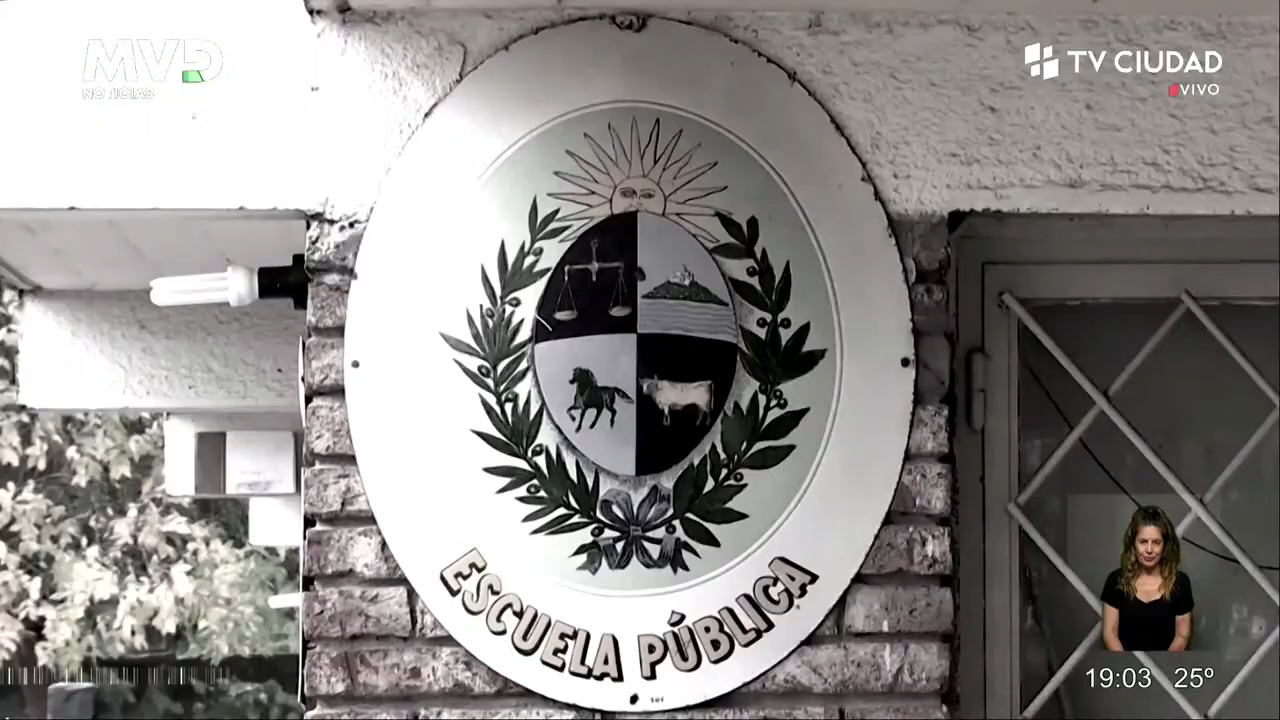 MVD
NOTICIAS
TV CIUDAD
VIVO
ESCUELA PÚBLICA
19:03 25º